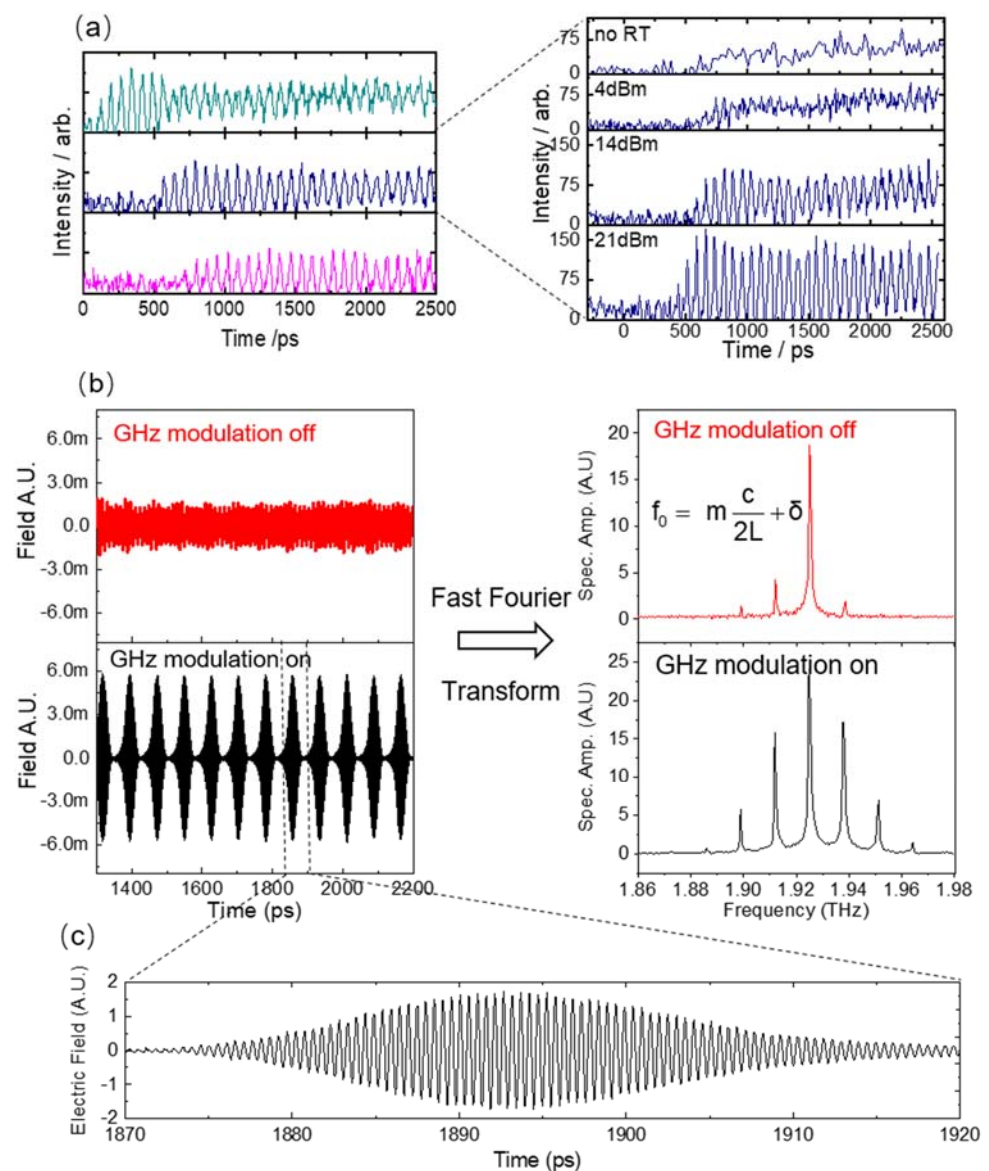 (a)
Intensity / arb.
0 500 1000 1500 2000 2500
Time /ps
Intensity / arb.
75
0
no RT
75
0
4dBm
150
75
0
-14dBm
150
75
0
-21dBm
0 500 1000 1500 2000 2500
Time / ps
(b)
Field A.U.
6.0m
3.0m
0.0
-3.0m
-6.0m
GHz modulation off
Field A.U.
6.0m
3.0m
0.0
-3.0m
-6.0m
GHz modulation on
1400 1600 1800 2000 2200
Time (ps)
Fast Fourier
Transform
Spec. Amp. (A.U)
20
15
10
5
0
GHz modulation off
f₀ = m c/2L + δ
Spec. Amp. (A.U)
25
20
15
10
5
0
GHz modulation on
1.86 1.88 1.90 1.92 1.94 1.96 1.98
Frequency (THz)
(c)
Electric Field (A.U.)
2
1
0
-1
-2
1870 1880 1890 1900 1910 1920
Time (ps)